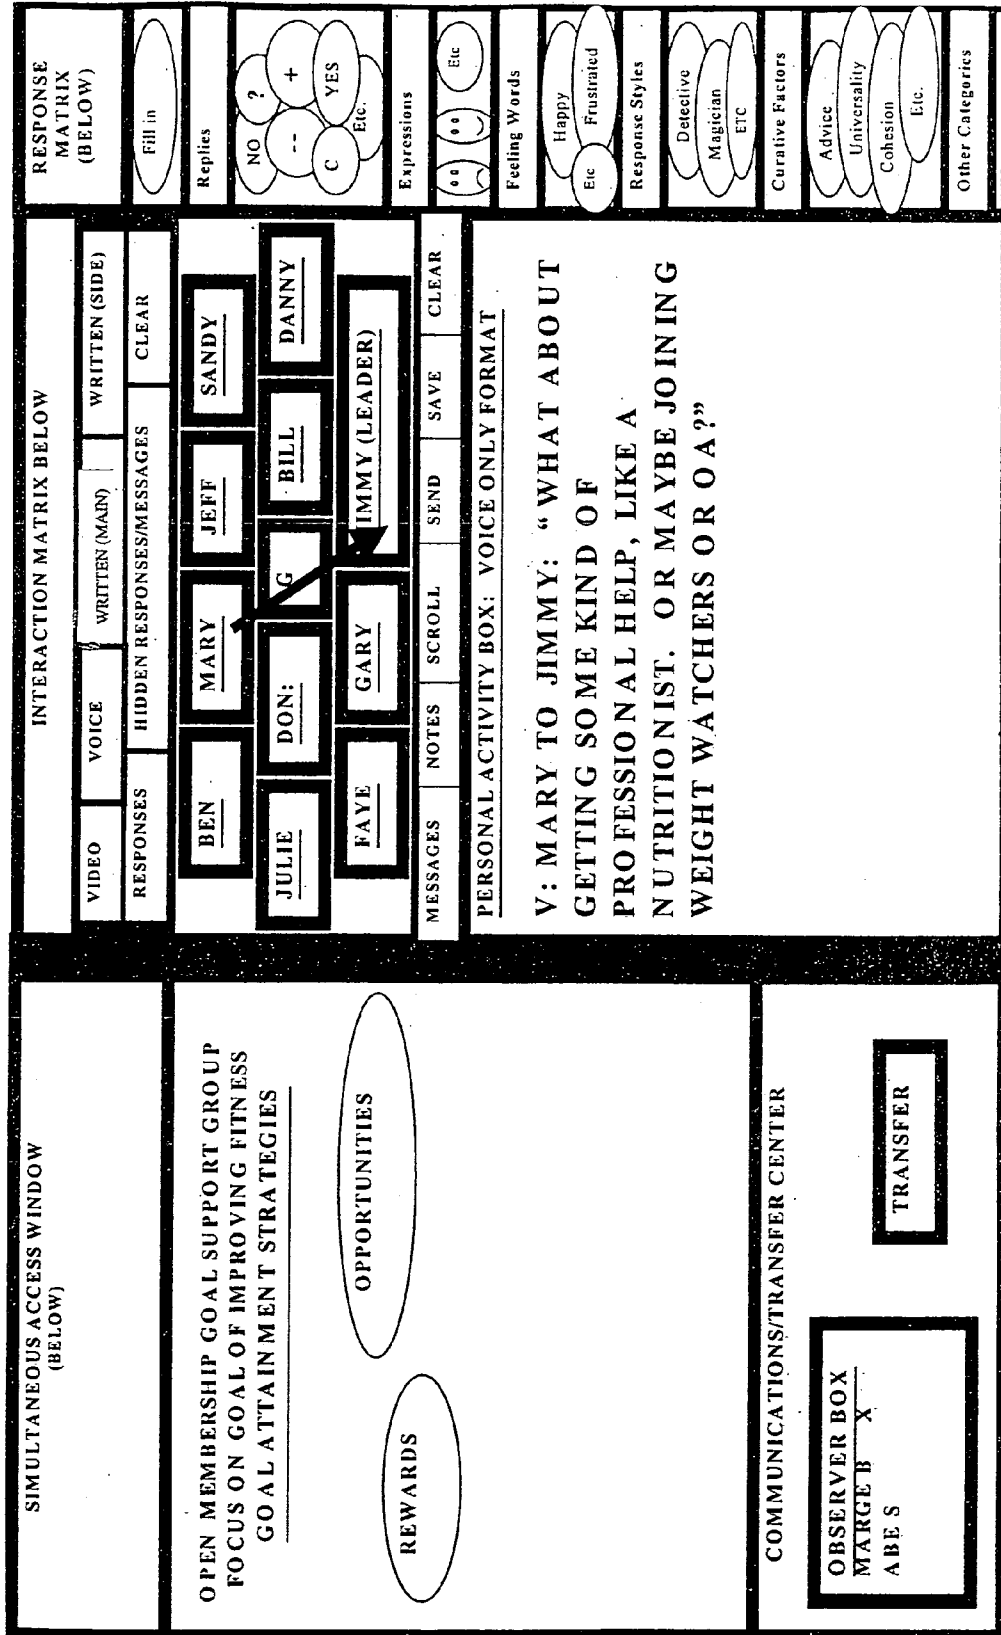 SIMULTANEOUS ACCESS WINDOW
(BELOW)
OPEN MEMBERSHIP GOAL SUPPORT GROUP
FOCUS ON GOAL OF IMPROVING FITNESS
GOAL ATTAINMENT STRATEGIES
REWARDS
OPPORTUNITIES
COMMUNICATIONS/TRANSFER CENTER
OBSERVER BOX
MARGE B X
ABE S
TRANSFER
INTERACTION MATRIX BELOW
VIDEO
VOICE
WRITTEN (MAIN)
WRITTEN (SIDE)
RESPONSES
HIDDEN RESPONSES/MESSAGES
CLEAR
BEN
MARY
JEFF
SANDY
JULIE
DON:
G
BILL
DANNY
FAYE
GARY
IMMY (LEADER)
MESSAGES
NOTES
SCROLL
SEND
SAVE
CLEAR
PERSONAL ACTIVITY BOX: VOICE ONLY FORMAT
V: MARY TO JIMMY: “WHAT ABOUT
GETTING SOME KIND OF
PROFESSIONAL HELP, LIKE A
NUTRITIONIST. OR MAYBE JOINING
WEIGHT WATCHERS OR OA?”
RESPONSE
MATRIX
(BELOW)
Fill in
Replies
NO
?
--
+
C
YES
Etc.
Expressions
Etc
Feeling Words
Happy
Etc
Frustrated
Response Styles
Detective
Magician
ETC
Curative Factors
Advice
Universality
Cohesion
Etc.
Other Categories